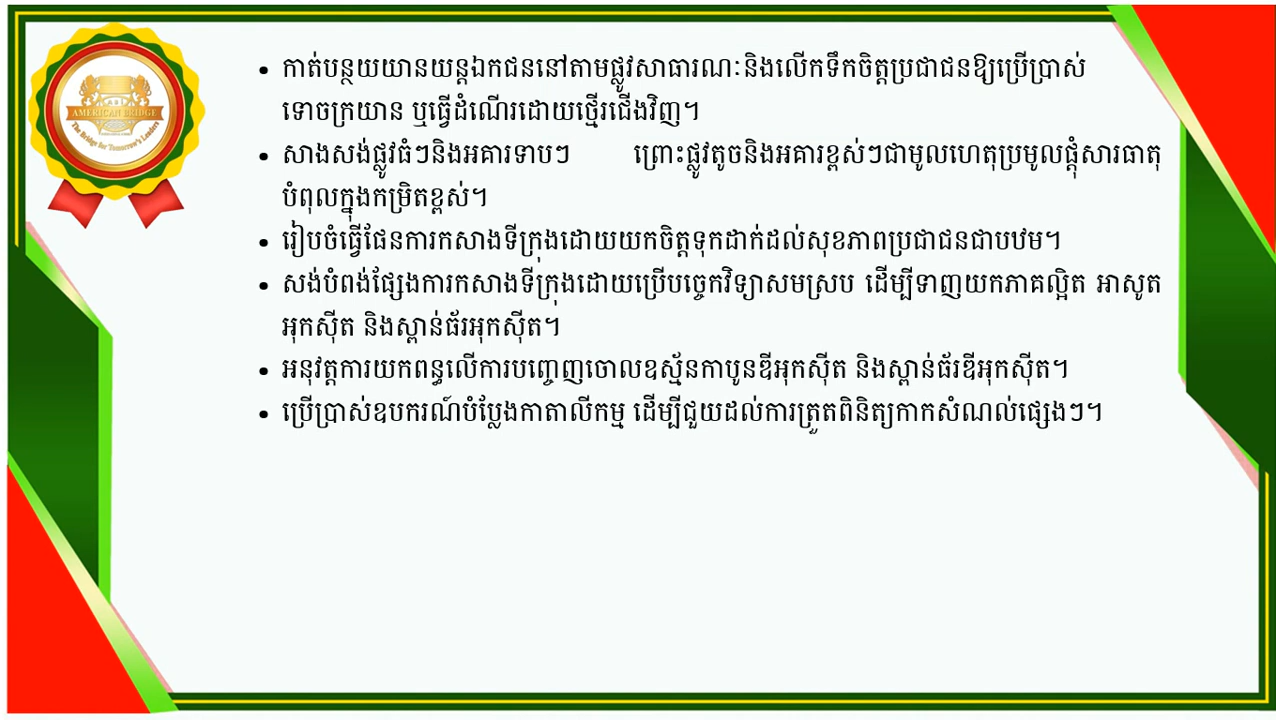 AMERICAN BRIDGE
The Bridge for Tomorrow's Leaders
• កាត់បន្ថយយានយន្តឯកជននៅតាមផ្លូវសាធារណៈនិងលើកទឹកចិត្តប្រជាជនឱ្យប្រើប្រាស់
ទោចក្រយាន ឬធ្វើដំណើរដោយថ្មើរជើងវិញ។
• សាងសង់ផ្លូវធំៗនិងអគារទាបៗ ព្រោះផ្លូវតូចនិងអគារខ្ពស់ៗជាមូលហេតុប្រមូលផ្តុំសារធាតុ
បំពុលក្នុងកម្រិតខ្ពស់។
• រៀបចំធ្វើផែនការកសាងទីក្រុងដោយយកចិត្តទុកដាក់ដល់សុខភាពប្រជាជនជាបឋម។
• សង់បំពង់ផ្សែងការកសាងទីក្រុងដោយប្រើបច្ចេកវិទ្យាសមស្រប ដើម្បីទាញយកភាគល្អិត អាសូត
អុកស៊ីត និងស្ពាន់ធ័រអុកស៊ីត។
• អនុវត្តការយកពន្ធលើការបញ្ចេញចោលឧស្ម័នកាបូនឌីអុកស៊ីត និងស្ពាន់ធ័រឌីអុកស៊ីត។
• ប្រើប្រាស់ឧបករណ៍បំប្លែងកាតាលីកម្ម ដើម្បីជួយដល់ការត្រួតពិនិត្យកាកសំណល់ផ្សេងៗ។